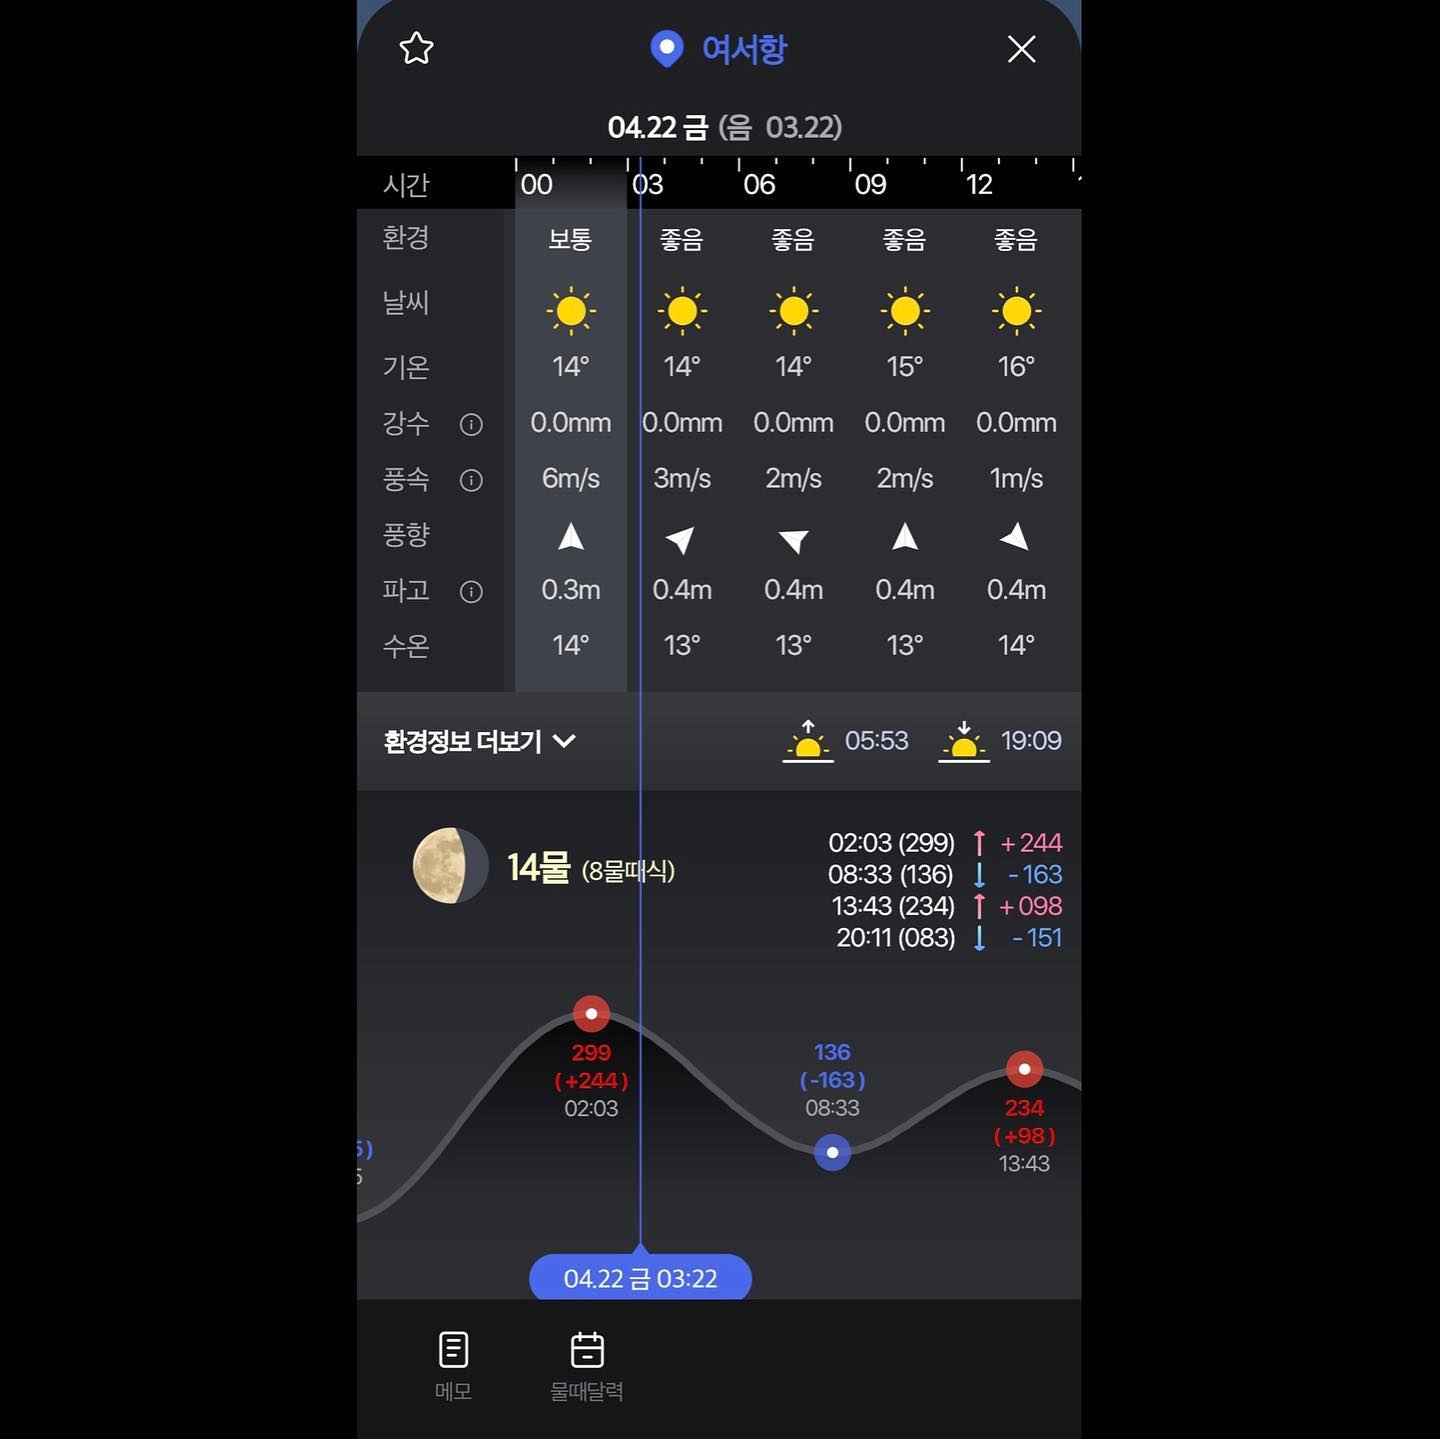 여서항
04.22 금 (음 03.22)
시간 00 03 06 09 12
환경 보통 좋음 좋음 좋음 좋음
날씨
기온 14° 14° 14° 15° 16°
강수 0.0mm 0.0mm 0.0mm 0.0mm 0.0mm
풍속 6m/s 3m/s 2m/s 2m/s 1m/s
풍향
파고 0.3m 0.4m 0.4m 0.4m 0.4m
수온 14° 13° 13° 13° 14°
환경정보 더보기 05:53 19:09
14물 (8물때식)
02:03 (299) +244
08:33 (136) -163
13:43 (234) +098
20:11 (083) -151
299
(+244)
02:03
136
(-163)
08:33
234
(+98)
13:43
04.22 금 03:22
메모 물때달력